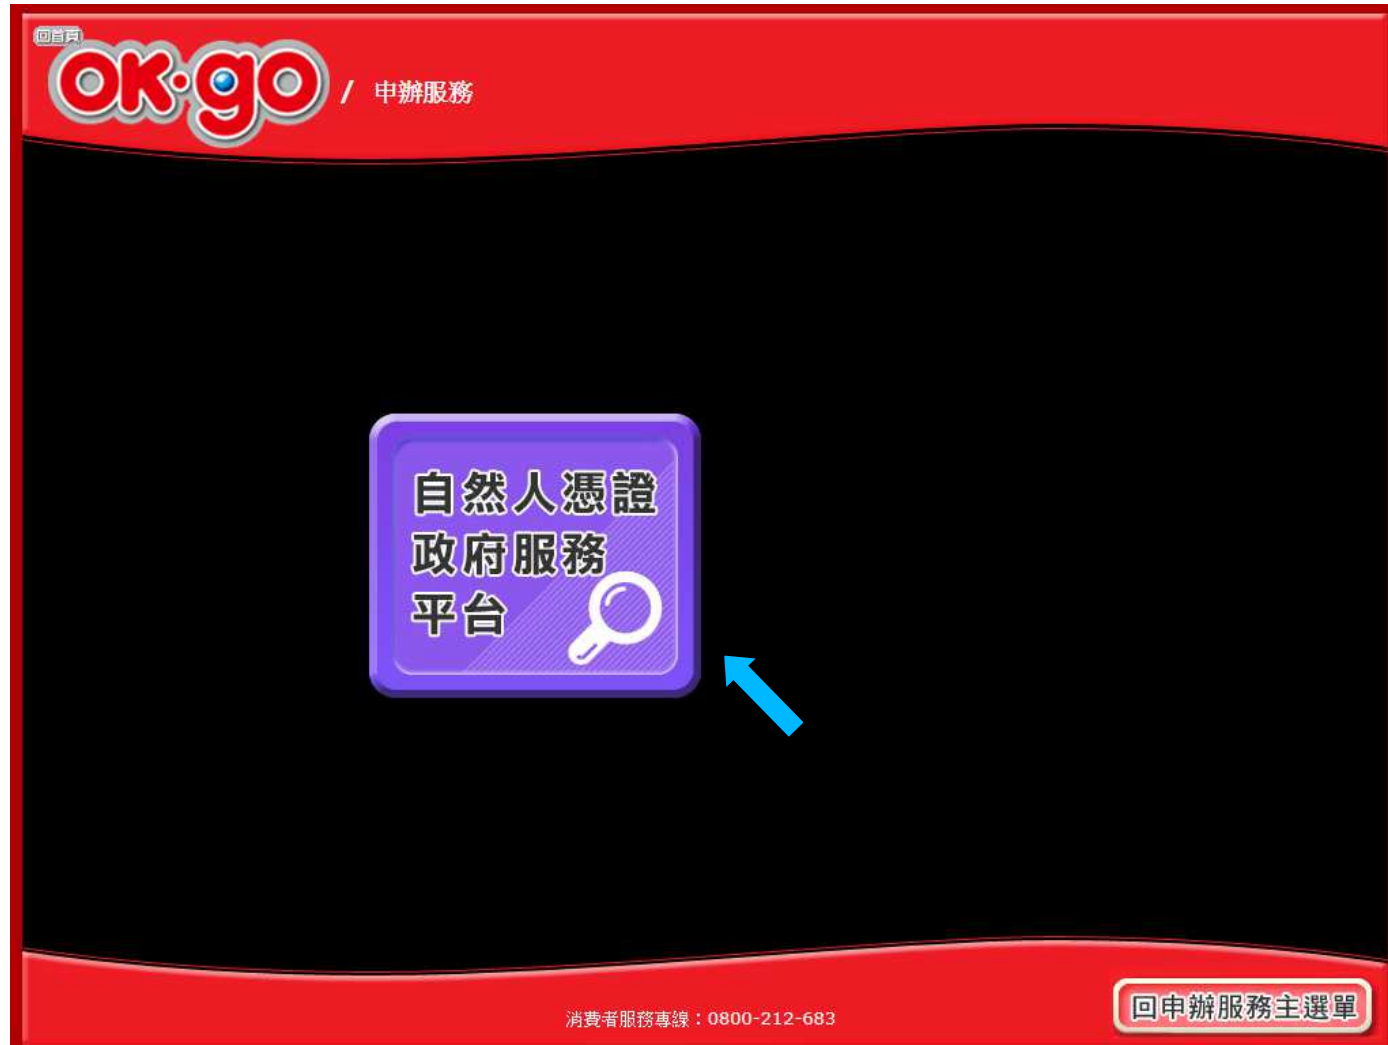 回首頁
OK·go / 申辦服務
自然人憑證
政府服務
平台
消費者服務專線：0800-212-683
回申辦服務主選單